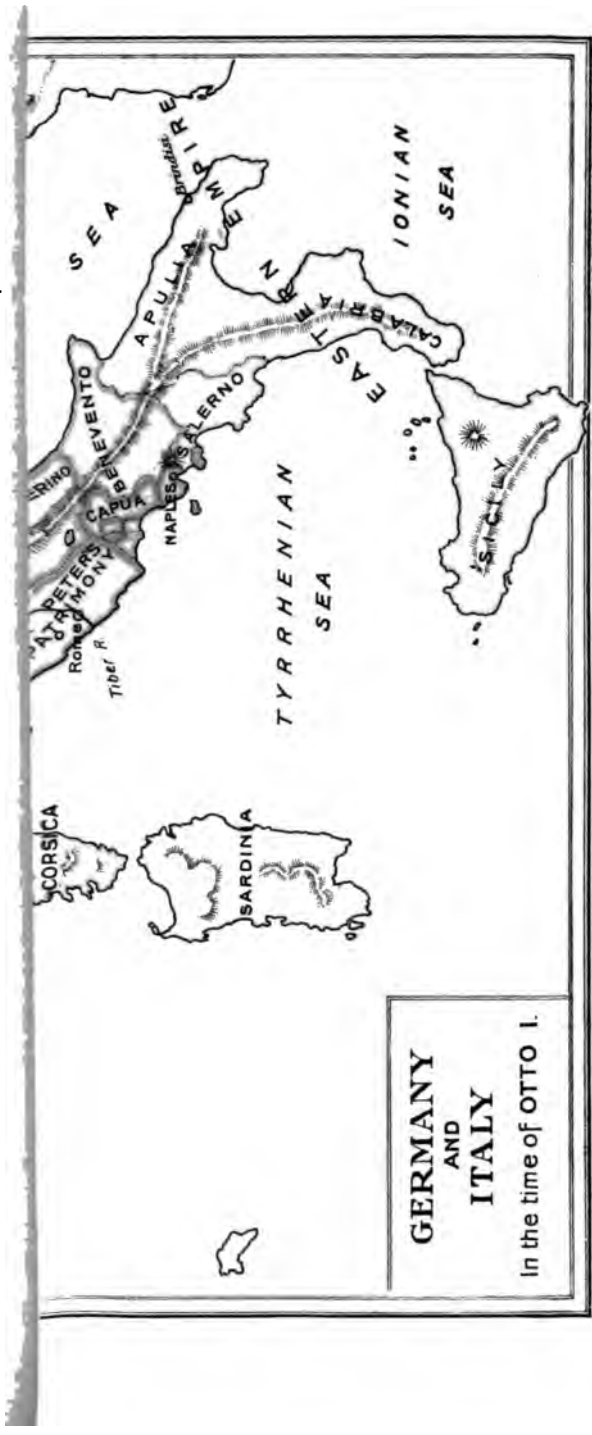 SEA
APULIA
Brindisi
EASTERN EMPIRE
IONIAN
SEA
CALABRIA
BENEVENTO
SALERNO
CAPUA
NAPLES
PETERS
Rome
Tiber R.
TYRRHENIAN
SEA
SICILY
CORSICA
SARDINIA
GERMANY
AND
ITALY
In the time of OTTO I.